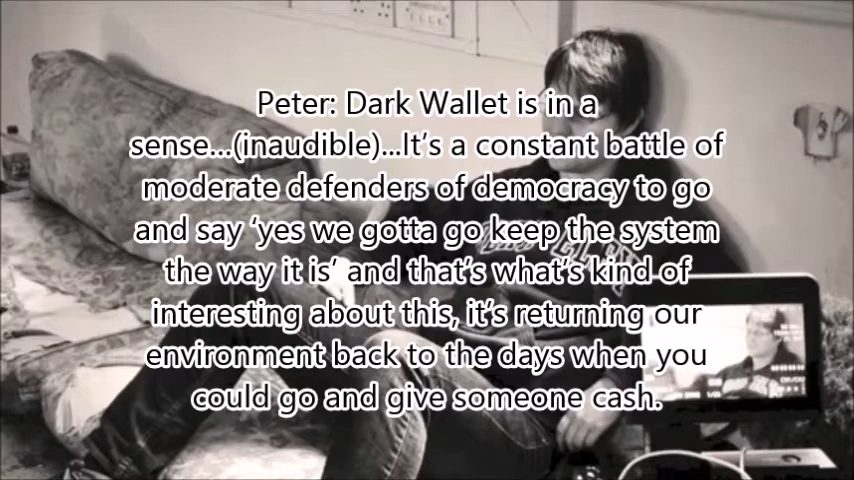 Peter: Dark Wallet is in a
sense...(inaudible)...It’s a constant battle of
moderate defenders of democracy to go
and say ‘yes we gotta go keep the system
the way it is’ and that’s what’s kind of
interesting about this, it’s returning our
environment back to the days when you
could go and give someone cash.